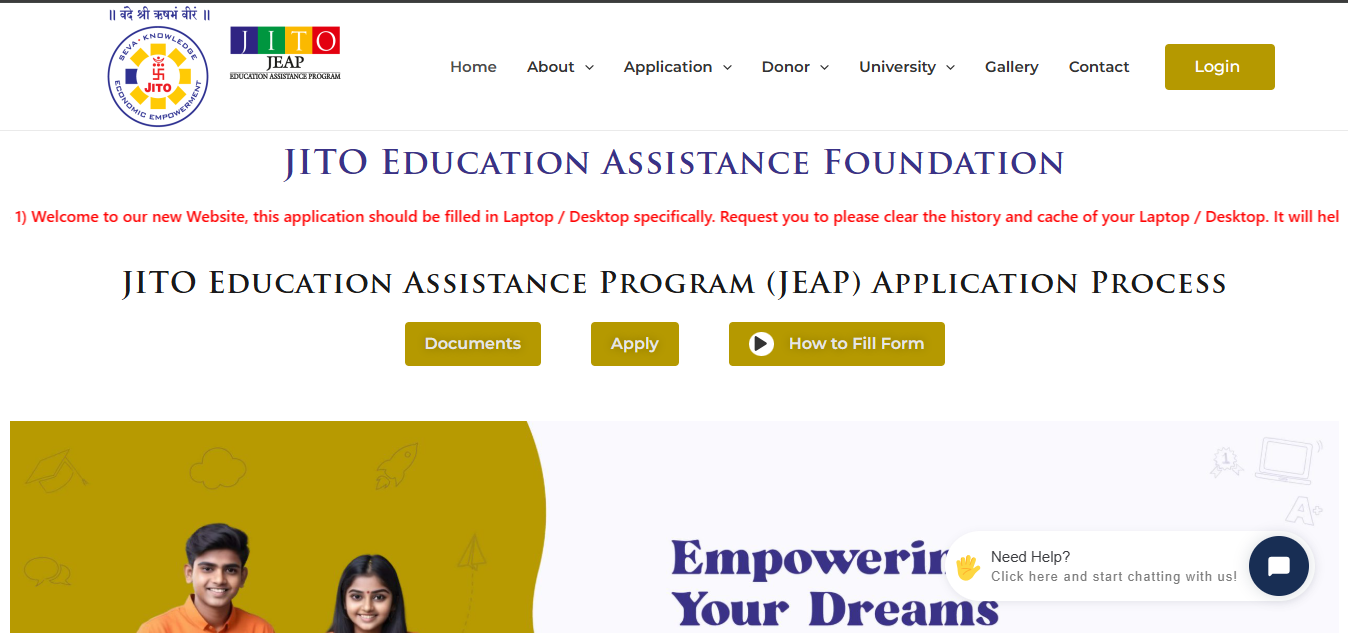 || वंदे श्री ऋषभं वीरं ||
SEVA - KNOWLEDGE
JITO
ECONOMIC EMPOWERMENT
JITO
JEAP
EDUCATION ASSISTANCE PROGRAM
Home About Application Donor University Gallery Contact Login
JITO Education Assistance Foundation
1) Welcome to our new Website, this application should be filled in Laptop / Desktop specifically. Request you to please clear the history and cache of your Laptop / Desktop. It will hel
JITO Education Assistance Program (JEAP) Application Process
Documents Apply How to Fill Form
1
A+
Empowerin
Your Dreams
Need Help?
Click here and start chatting with us!